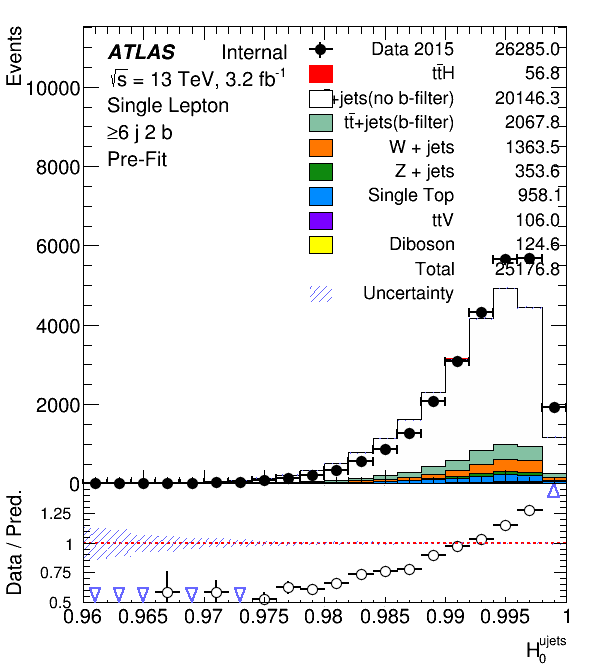 Events
10000
8000
6000
4000
2000
0
ATLAS Internal
√s = 13 TeV, 3.2 fb⁻¹
Single Lepton
≥6 j 2 b
Pre-Fit
Data 2015 26285.0
tt̄H 56.8
+jets(no b-filter) 20146.3
tt̄+jets(b-filter) 2067.8
W + jets 1363.5
Z + jets 353.6
Single Top 958.1
ttV 106.0
Diboson 124.6
Total 25176.8
Uncertainty
Data / Pred.
1.25
1
0.75
0.5
0.96 0.965 0.97 0.975 0.98 0.985 0.99 0.995 1
H₀ᵘʲᵉᵗˢ